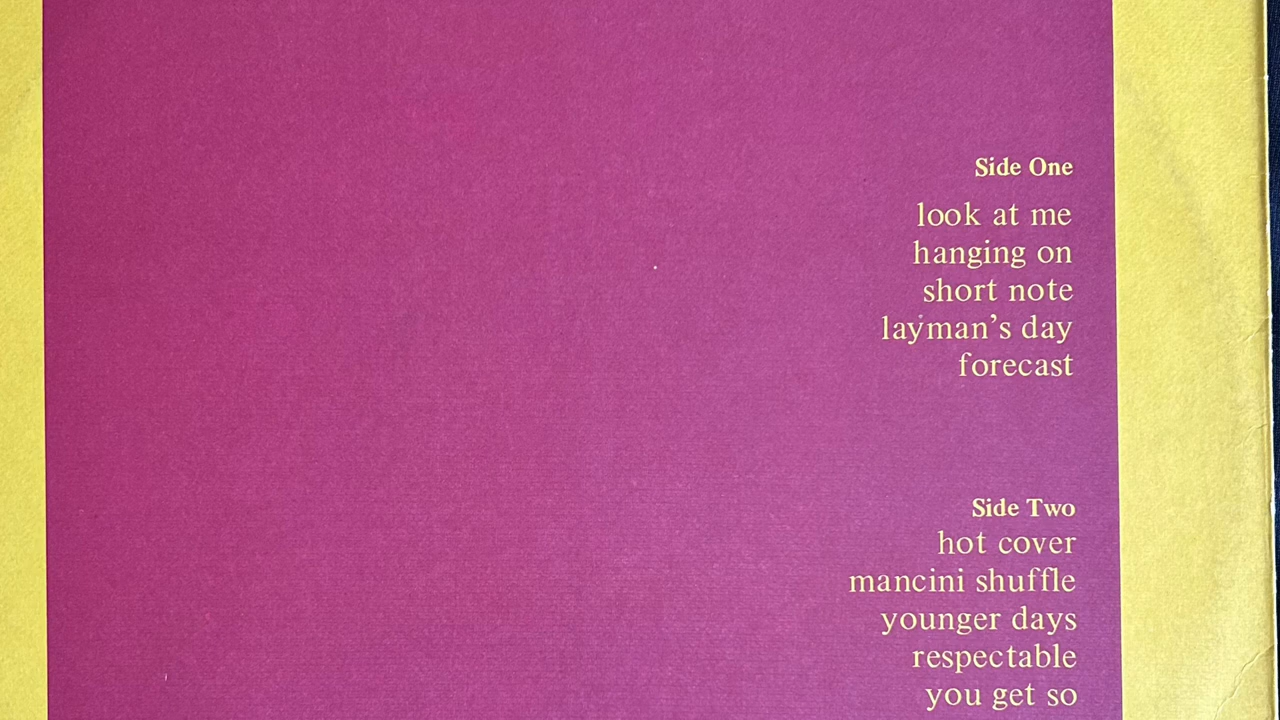 Side One
look at me
hanging on
short note
layman’s day
forecast
Side Two
hot cover
mancini shuffle
younger days
respectable
you get so